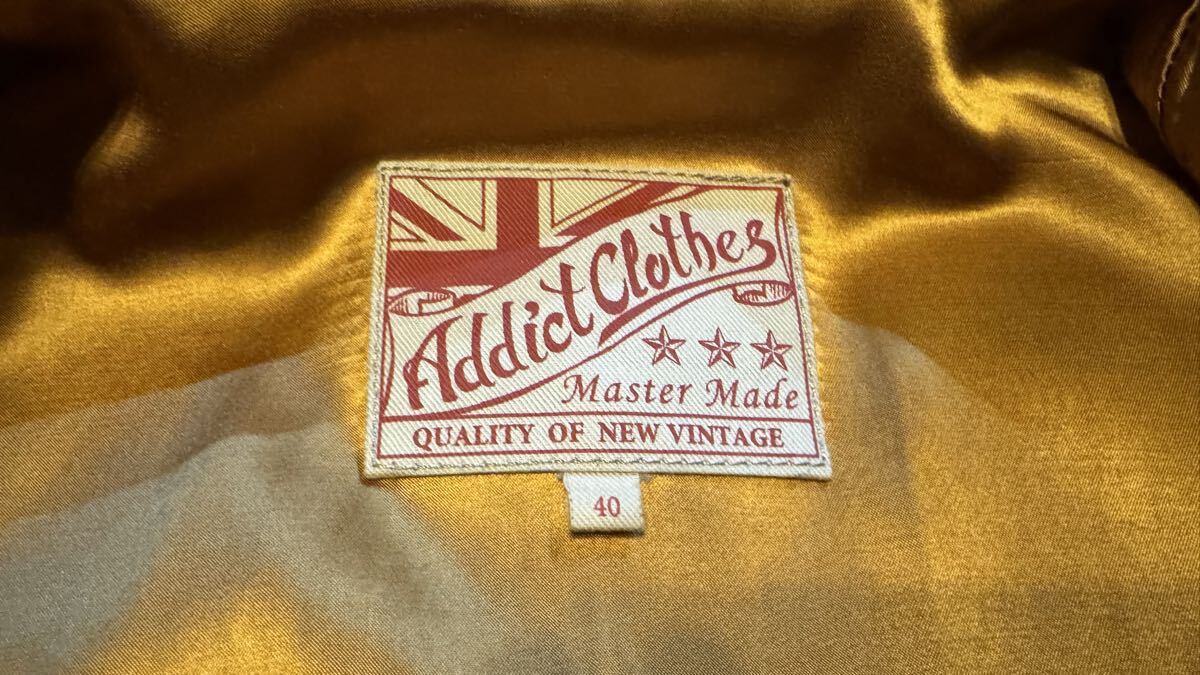 Addict Clothes
Master Made
QUALITY OF NEW VINTAGE
40